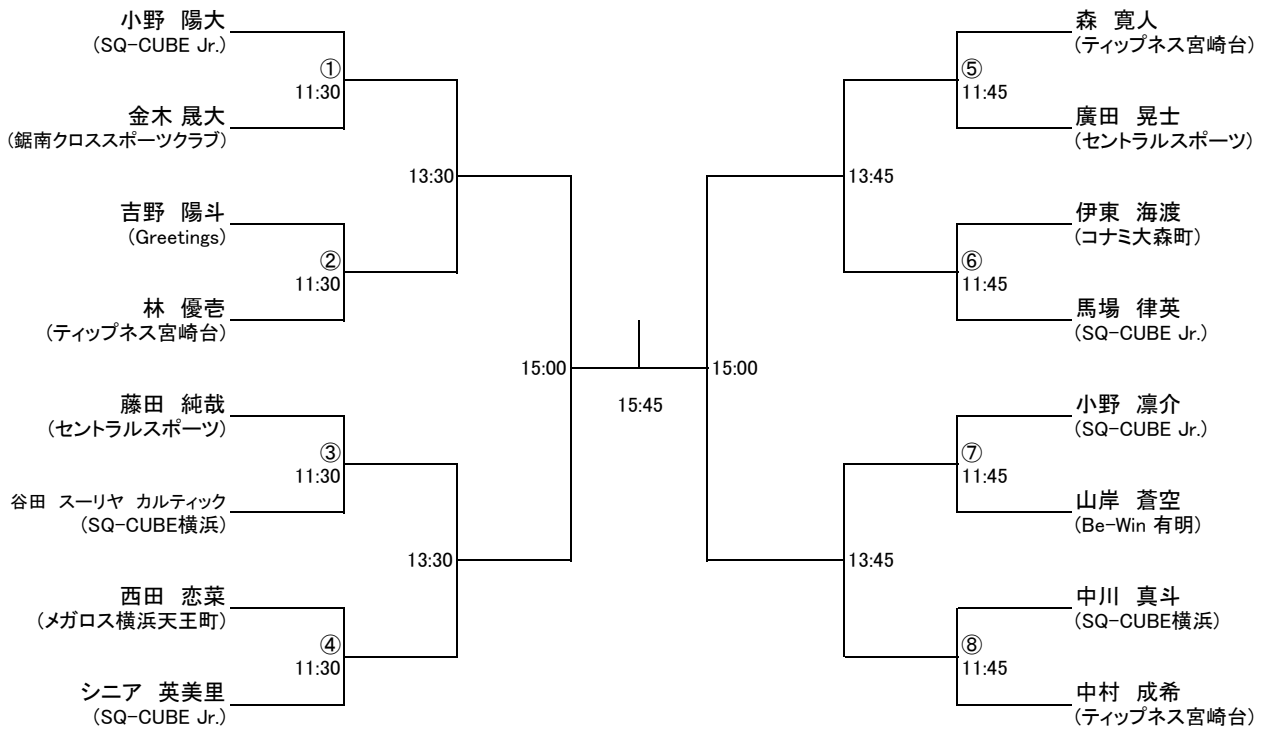 小野 陽大
(SQ-CUBE Jr.)
①
11:30
金木 晟大
(鋸南クロススポーツクラブ)
13:30
吉野 陽斗
(Greetings)
②
11:30
林 優壱
(ティップネス宮崎台)
15:00
藤田 純哉
(セントラルスポーツ)
③
11:30
谷田 スーリヤ カルティック
(SQ-CUBE横浜)
13:30
西田 恋菜
(メガロス横浜天王町)
④
11:30
シニア 英美里
(SQ-CUBE Jr.)
15:45
森 寛人
(ティップネス宮崎台)
⑤
11:45
廣田 晃士
(セントラルスポーツ)
13:45
伊東 海渡
(コナミ大森町)
⑥
11:45
馬場 律英
(SQ-CUBE Jr.)
15:00
小野 凛介
(SQ-CUBE Jr.)
⑦
11:45
山岸 蒼空
(Be-Win 有明)
13:45
中川 真斗
(SQ-CUBE横浜)
⑧
11:45
中村 成希
(ティップネス宮崎台)